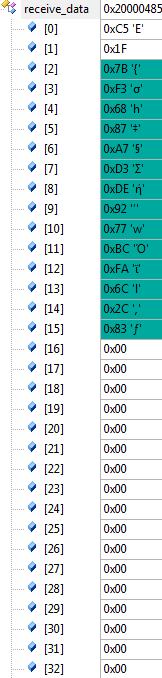 receive_data 0x20000485
[0] 0xC5 'Ε'
[1] 0x1F
[2] 0x7B '{'
[3] 0xF3 'σ'
[4] 0x68 'h'
[5] 0x87 '‡'
[6] 0xA7 '§'
[7] 0xD3 'Σ'
[8] 0xDE 'ή'
[9] 0x92 '’'
[10] 0x77 'w'
[11] 0xBC 'Ό'
[12] 0xFA 'ϊ'
[13] 0x6C 'l'
[14] 0x2C ','
[15] 0x83 'ƒ'
[16] 0x00
[17] 0x00
[18] 0x00
[19] 0x00
[20] 0x00
[21] 0x00
[22] 0x00
[23] 0x00
[24] 0x00
[25] 0x00
[26] 0x00
[27] 0x00
[28] 0x00
[29] 0x00
[30] 0x00
[31] 0x00
[32] 0x00